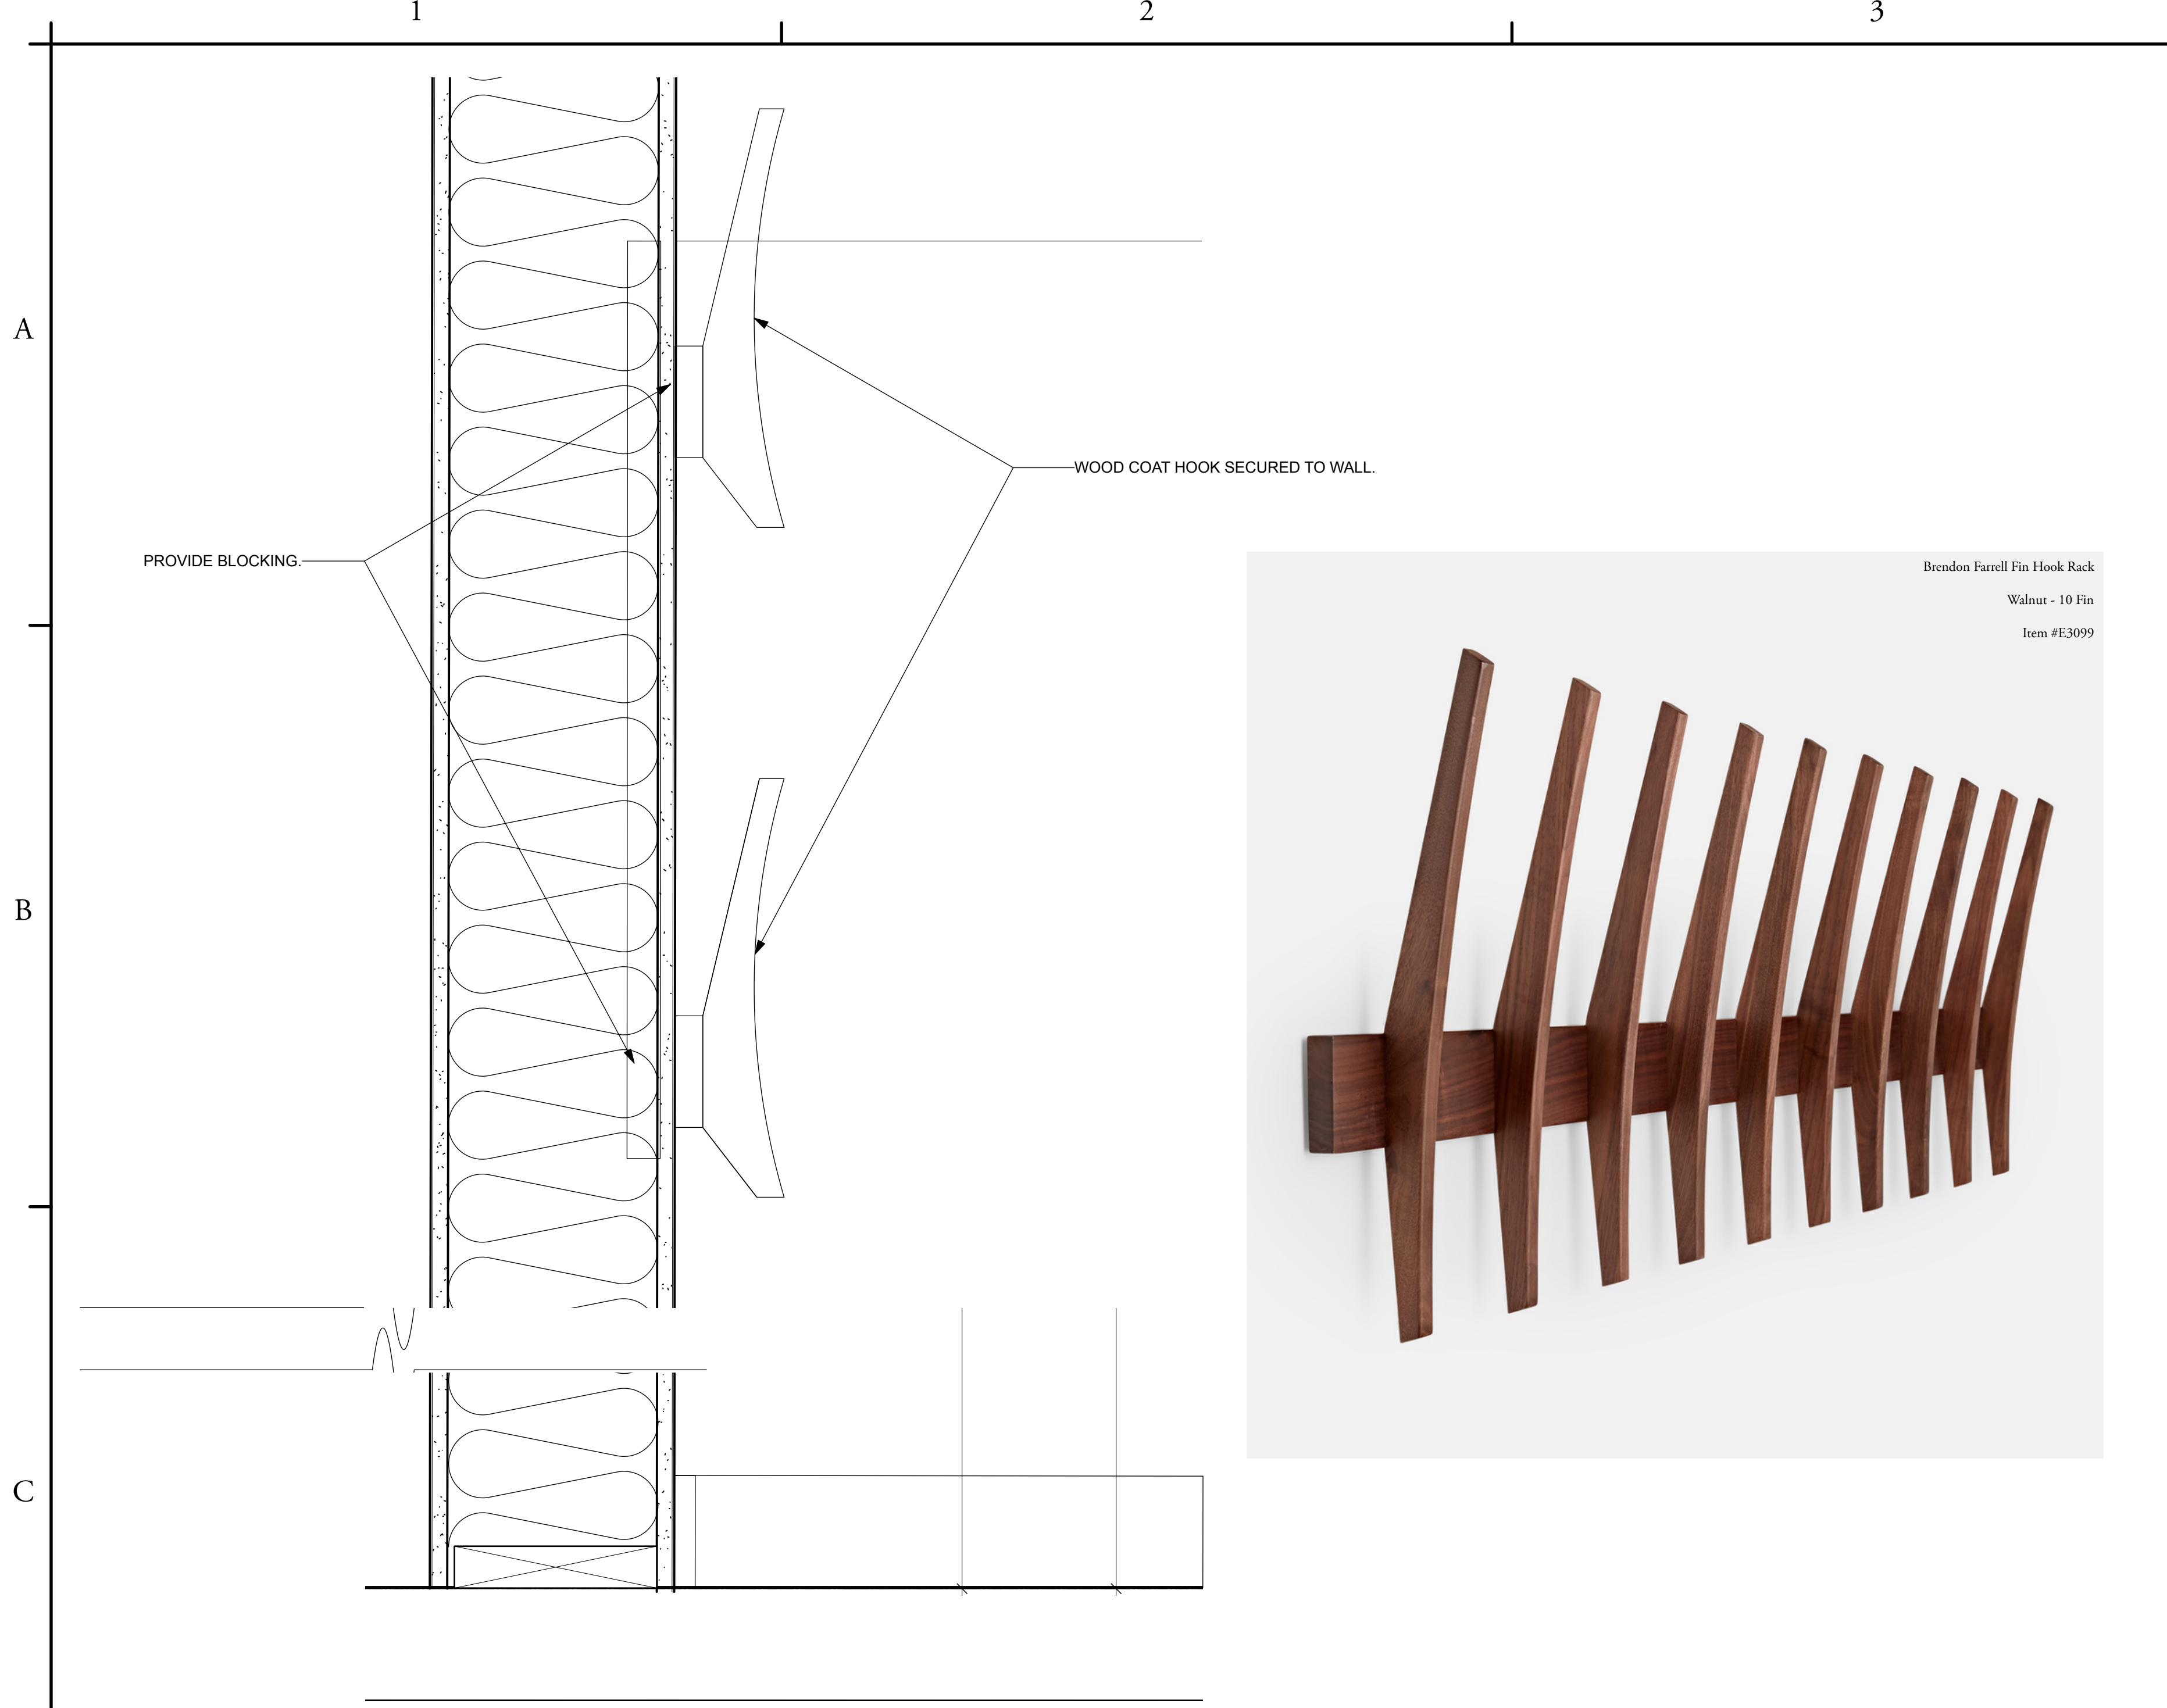 1
2
3
A
WOOD COAT HOOK SECURED TO WALL.
PROVIDE BLOCKING.
Brendon Farrell Fin Hook Rack
Walnut - 10 Fin
Item #E3099
B
C